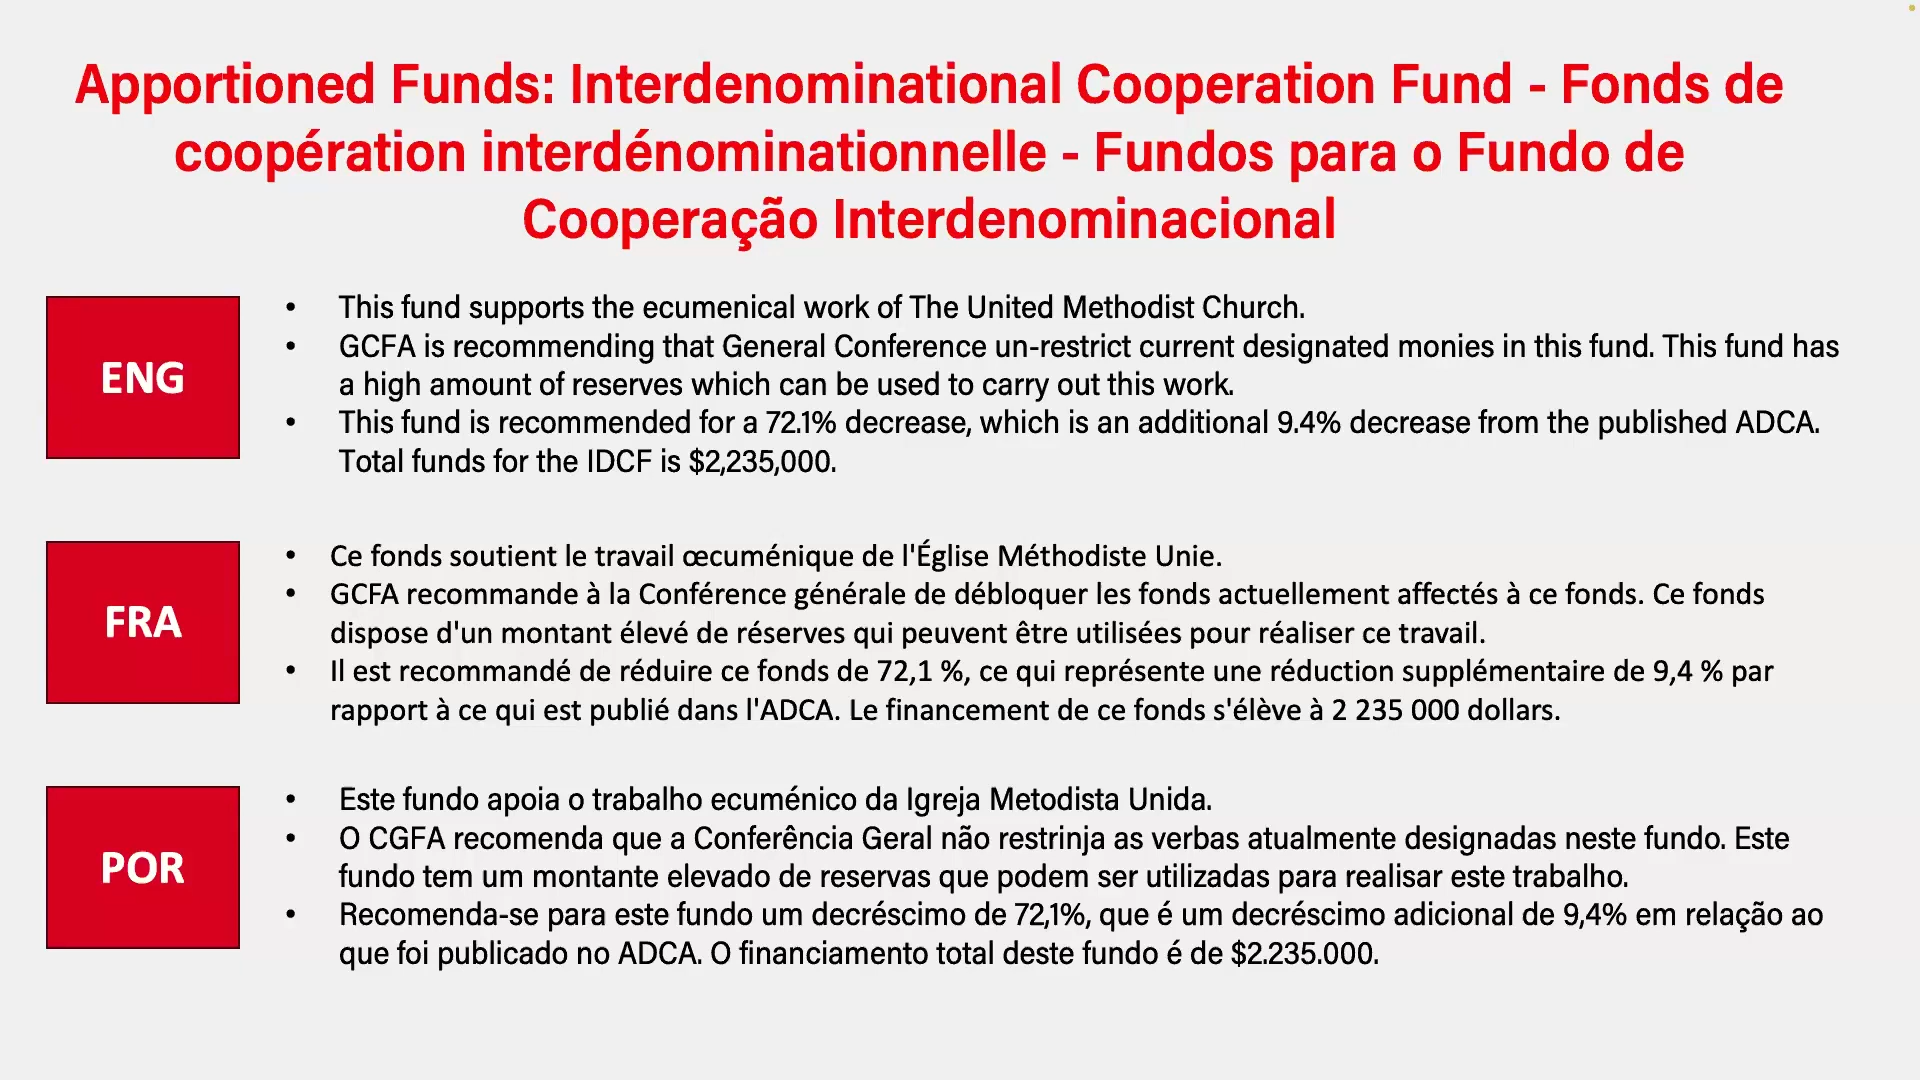 Apportioned Funds: Interdenominational Cooperation Fund - Fonds de
coopération interdénominationnelle - Fundos para o Fundo de
Cooperação Interdenominacional
ENG
• This fund supports the ecumenical work of The United Methodist Church.
• GCFA is recommending that General Conference un-restrict current designated monies in this fund. This fund has
a high amount of reserves which can be used to carry out this work.
• This fund is recommended for a 72.1% decrease, which is an additional 9.4% decrease from the published ADCA.
Total funds for the IDCF is $2,235,000.
FRA
• Ce fonds soutient le travail œcuménique de l'Église Méthodiste Unie.
• GCFA recommande à la Conférence générale de débloquer les fonds actuellement affectés à ce fonds. Ce fonds
dispose d'un montant élevé de réserves qui peuvent être utilisées pour réaliser ce travail.
• Il est recommandé de réduire ce fonds de 72,1 %, ce qui représente une réduction supplémentaire de 9,4 % par
rapport à ce qui est publié dans l'ADCA. Le financement de ce fonds s'élève à 2 235 000 dollars.
POR
• Este fundo apoia o trabalho ecuménico da Igreja Metodista Unida.
• O CGFA recomenda que a Conferência Geral não restrinja as verbas atualmente designadas neste fundo. Este
fundo tem um montante elevado de reservas que podem ser utilizadas para realisar este trabalho.
• Recomenda-se para este fundo um decréscimo de 72,1%, que é um decréscimo adicional de 9,4% em relação ao
que foi publicado no ADCA. O financiamento total deste fundo é de $2.235.000.